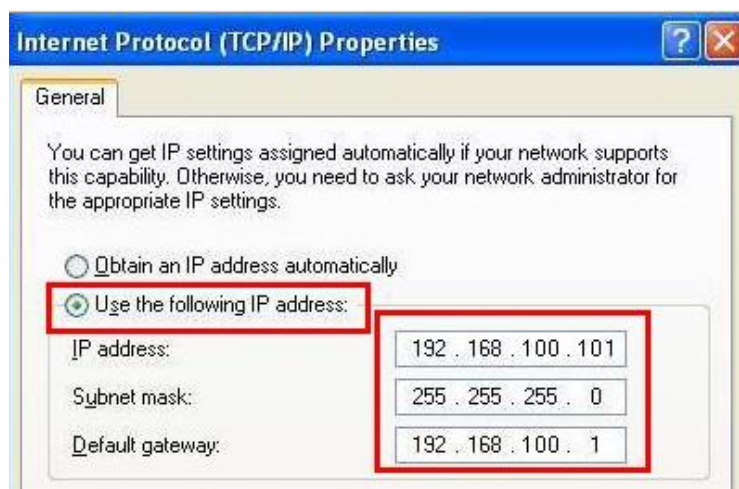 Internet Protocol (TCP/IP) Properties
General
You can get IP settings assigned automatically if your network supports
this capability. Otherwise, you need to ask your network administrator for
the appropriate IP settings.
Obtain an IP address automatically
Use the following IP address:
IP address: 192 . 168 . 100 . 101
Subnet mask: 255 . 255 . 255 . 0
Default gateway: 192 . 168 . 100 . 1